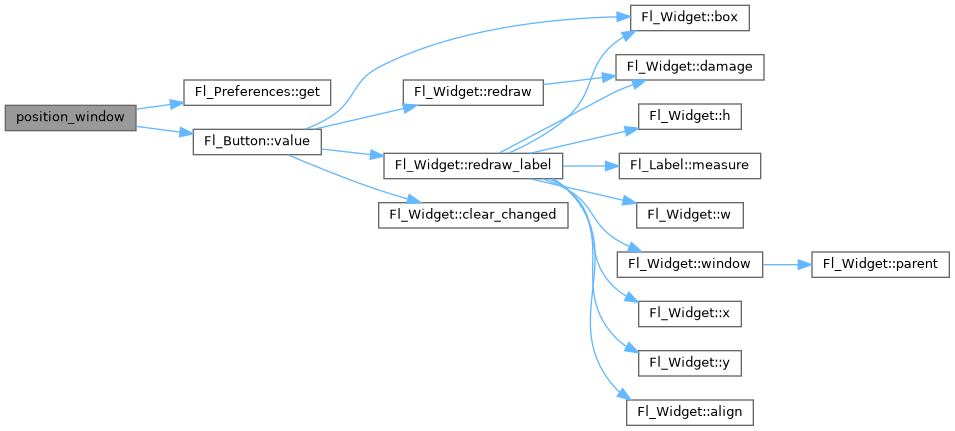 position_window
Fl_Preferences::get
Fl_Button::value
Fl_Widget::redraw
Fl_Widget::redraw_label
Fl_Widget::clear_changed
Fl_Widget::box
Fl_Widget::damage
Fl_Widget::h
Fl_Label::measure
Fl_Widget::w
Fl_Widget::window
Fl_Widget::parent
Fl_Widget::x
Fl_Widget::y
Fl_Widget::align